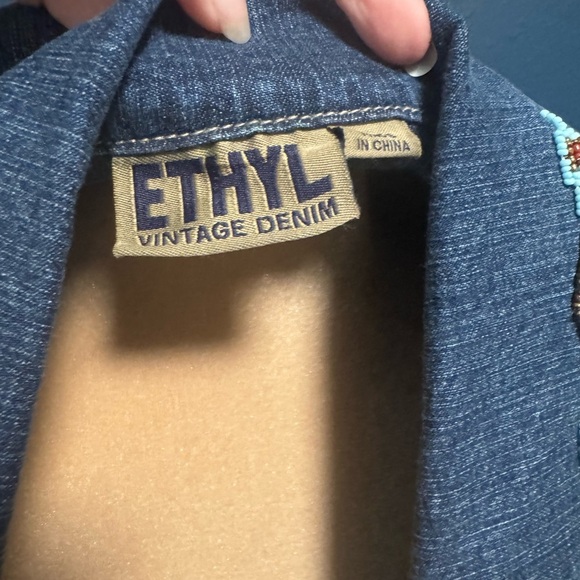 ETHYL
VINTAGE DENIM
IN CHINA